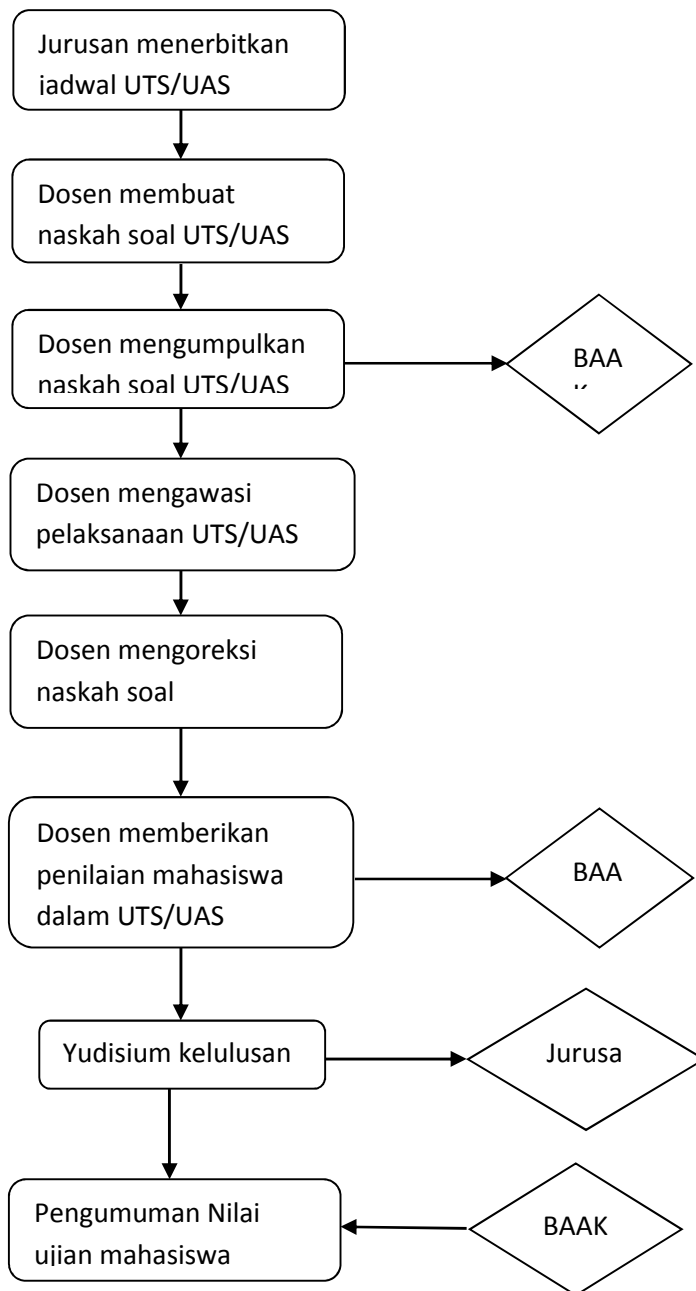 Jurusan menerbitkan
jadwal UTS/UAS
Dosen membuat
naskah soal UTS/UAS
Dosen mengumpulkan
naskah soal UTS/UAS
BAA
K
Dosen mengawasi
pelaksanaan UTS/UAS
Dosen mengoreksi
naskah soal
Dosen memberikan
penilaian mahasiswa
dalam UTS/UAS
BAA
Yudisium kelulusan
Jurusa
Pengumuman Nilai
ujian mahasiswa
BAAK